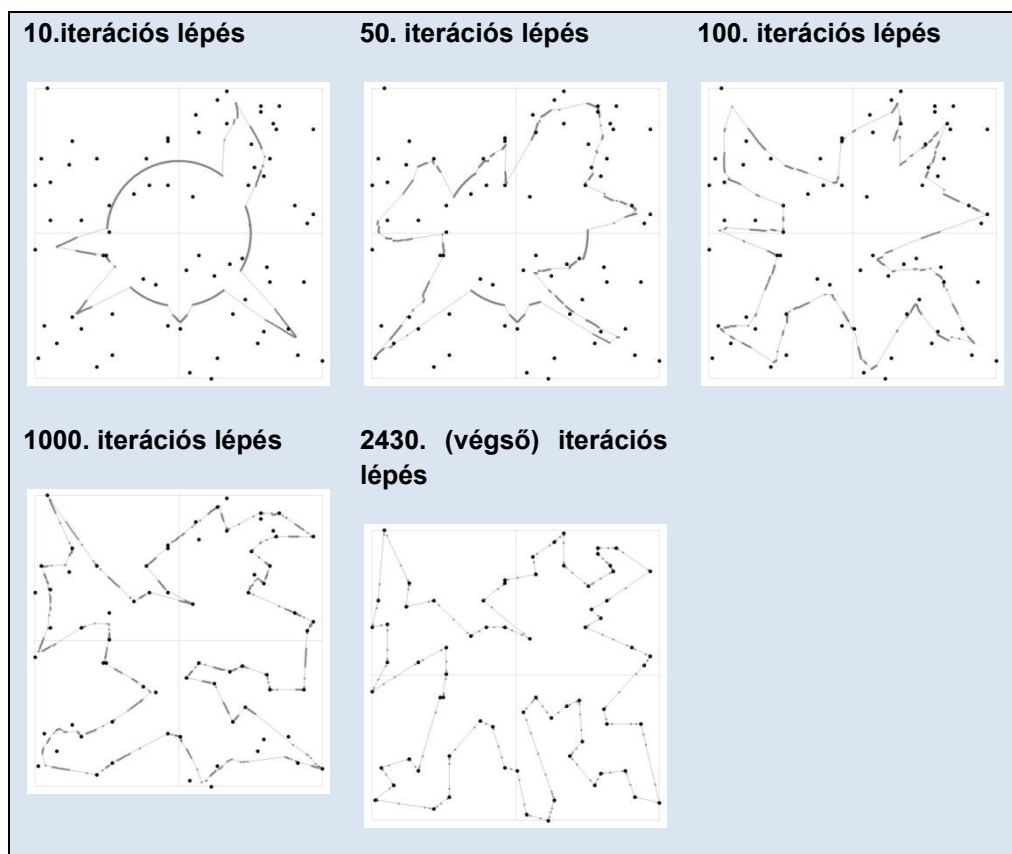 10.iterációs lépés
50. iterációs lépés
100. iterációs lépés
1000. iterációs lépés
2430. (végső) iterációs
lépés